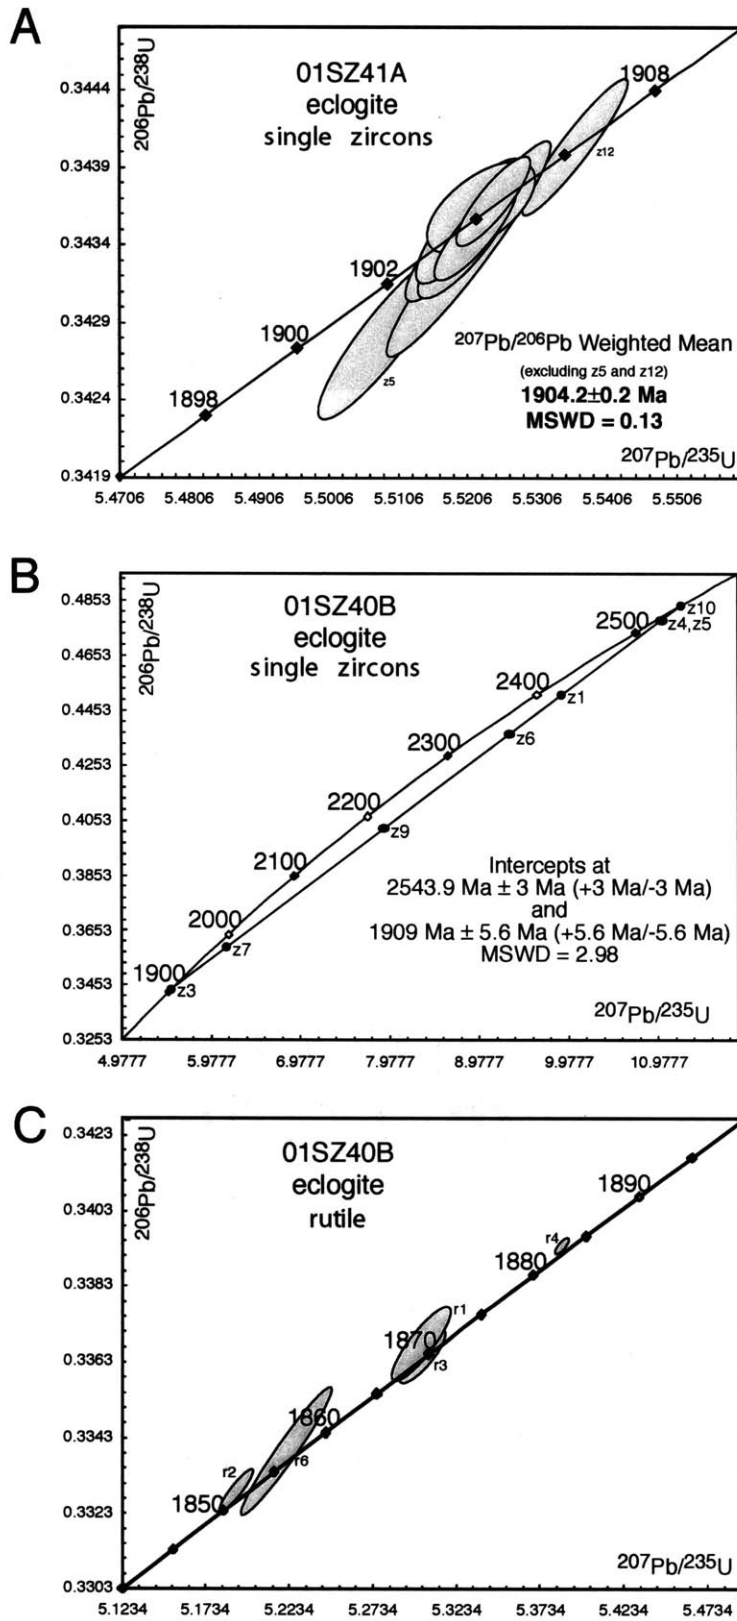 A
206Pb/238U
01SZ41A
eclogite
single zircons
1908
0.3444
z12
0.3439
0.3434
1902
0.3429
1900
207Pb/206Pb Weighted Mean
(excluding z5 and z12)
z5
1898
1904.2±0.2 Ma
0.3424
MSWD = 0.13
207Pb/235U
0.3419
5.4706 5.4806 5.4906 5.5006 5.5106 5.5206 5.5306 5.5406 5.5506
B
206Pb/238U
01SZ40B
eclogite
single zircons
0.4853
z10
2500
z4,z5
0.4653
2400
z1
0.4453
2300
z6
0.4253
2200
0.4053
z9
2100
0.3853
Intercepts at
2543.9 Ma ± 3 Ma (+3 Ma/-3 Ma)
and
1909 Ma ± 5.6 Ma (+5.6 Ma/-5.6 Ma)
MSWD = 2.98
2000
0.3653
z7
1900
0.3453
z3
207Pb/235U
0.3253
4.9777 5.9777 6.9777 7.9777 8.9777 9.9777 10.9777
C
206Pb/238U
01SZ40B
eclogite
rutile
0.3423
1890
0.3403
r4
1880
0.3383
r1
1870
0.3363
r3
1860
0.3343
r6
r2
1850
0.3323
207Pb/235U
0.3303
5.1234 5.1734 5.2234 5.2734 5.3234 5.3734 5.4234 5.4734